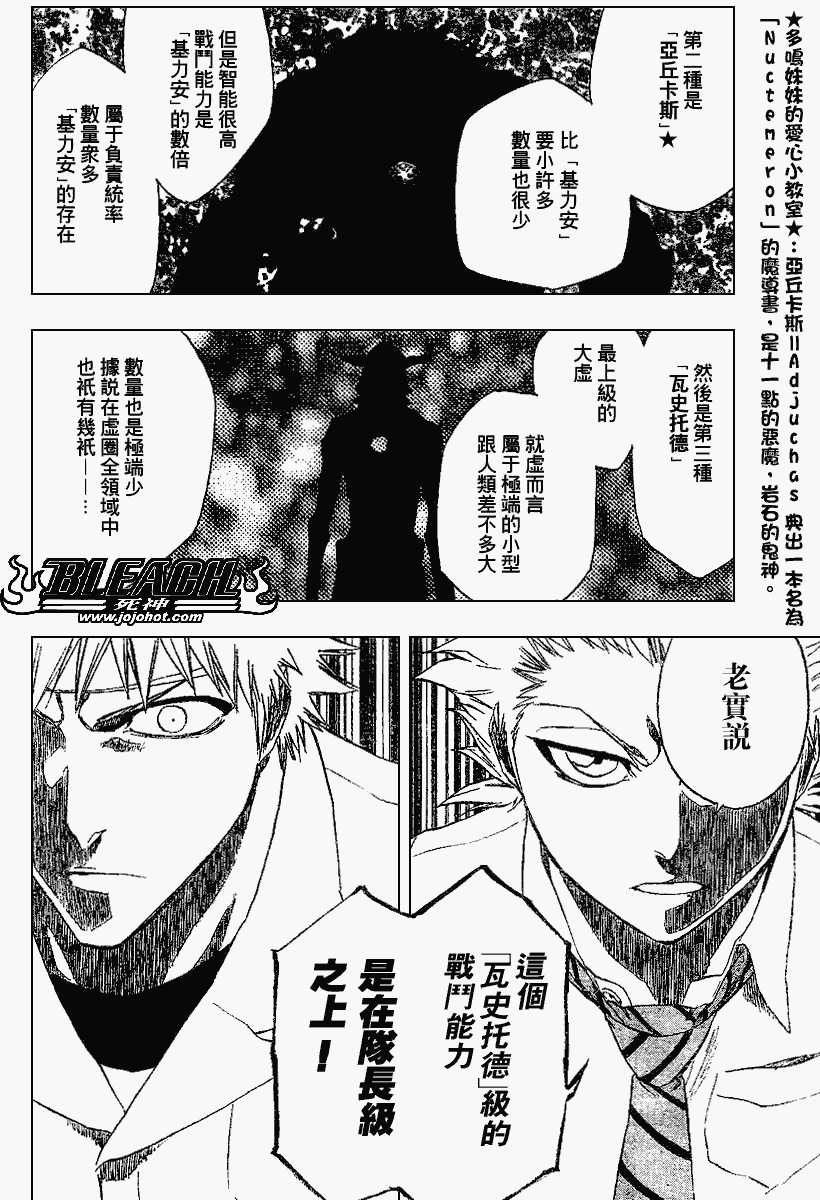 ★多鳴妹妹的愛心小教室★：亞丘卡斯＝Adjuchas 典出一本名為
「Nuctemeron」的魔導書，是十一點的惡魔，岩石的鬼神。
第二種是
「亞丘卡斯」★
比「基力安」
要小許多
數量也很少
但是智能很高
戰鬥能力是
「基力安」的數倍
屬于負責統率
數量衆多
「基力安」的存在
然後是第三種
「瓦史托德」
最上級的
大虛
就虛而言
屬于極端的小型
跟人類差不多大
數量也是極端少
據説在虛圈全領域中
也祇有幾祇——…
BLEACH
死神
www.jojohot.com
老實説
這個
「瓦史托德」級的
戰鬥能力
是在隊長級
之上！